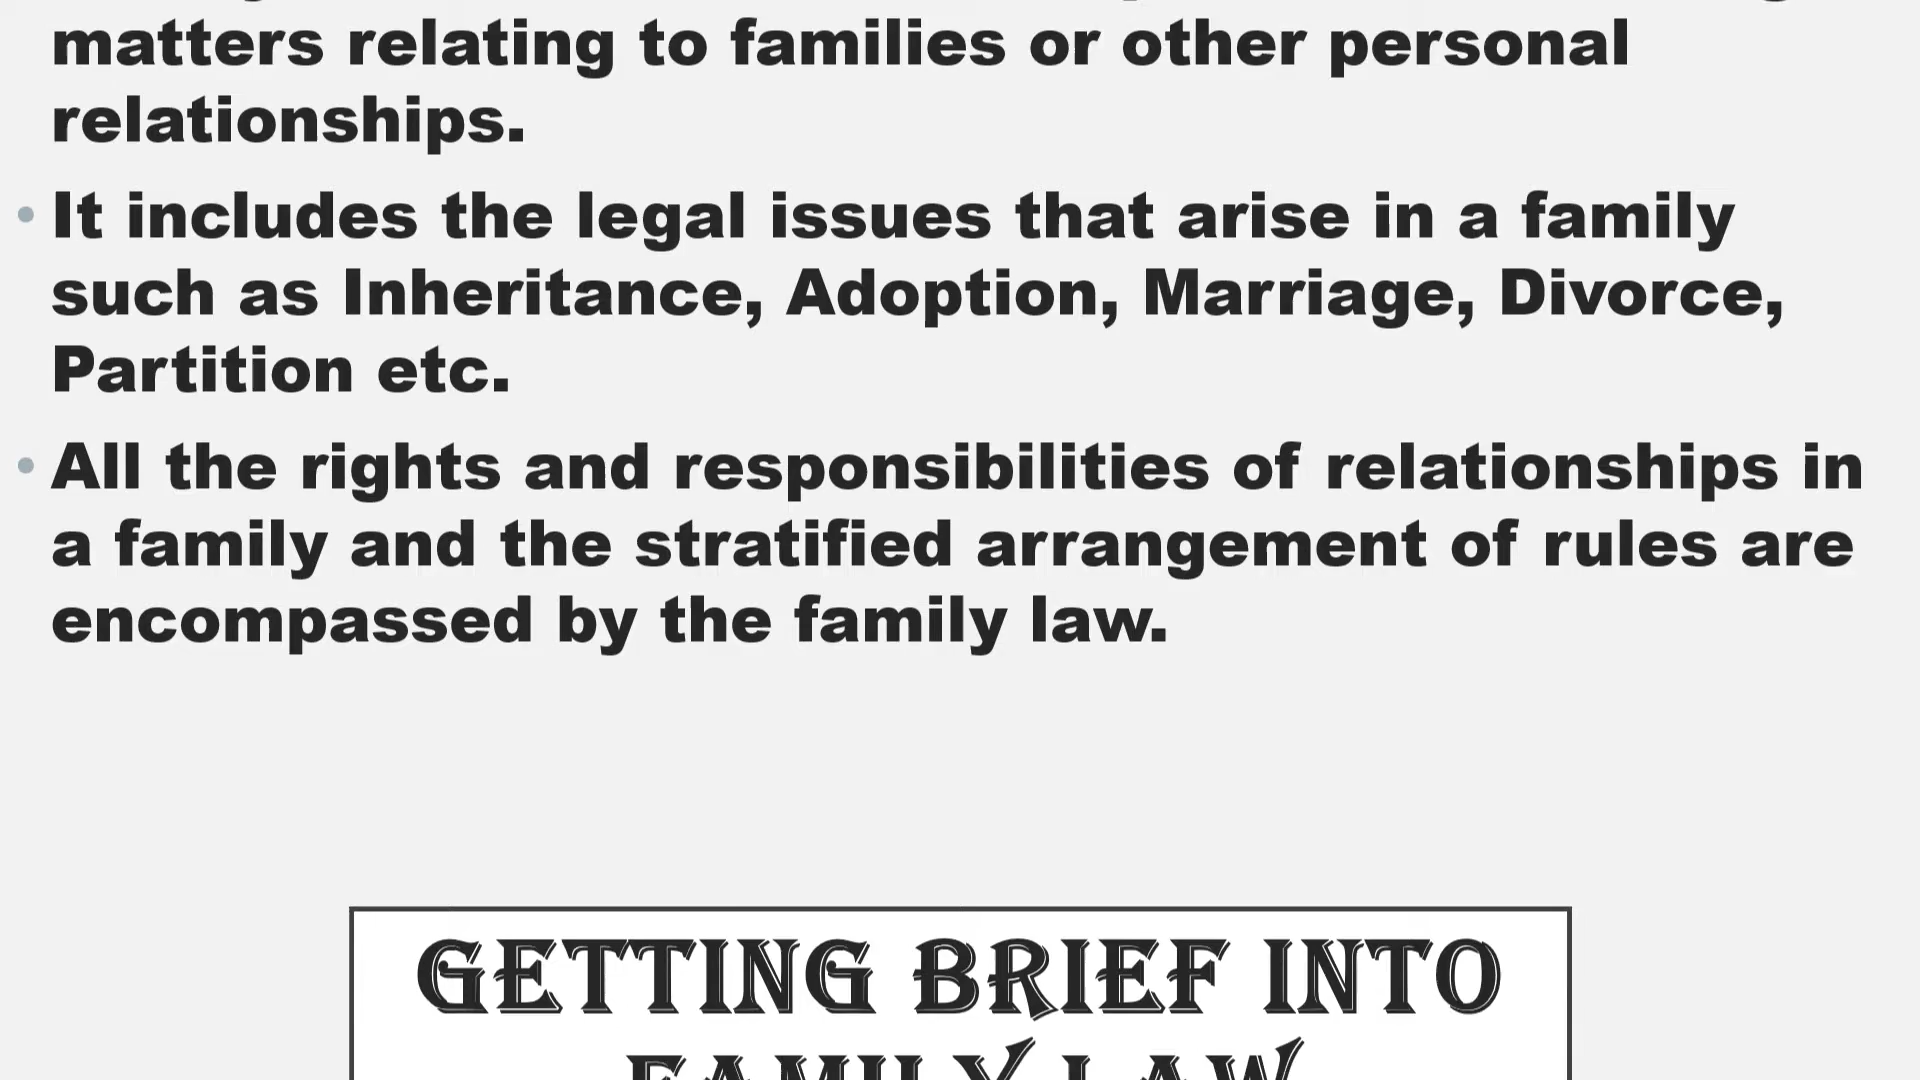 matters relating to families or other personal
relationships.
• It includes the legal issues that arise in a family
such as Inheritance, Adoption, Marriage, Divorce,
Partition etc.
• All the rights and responsibilities of relationships in
a family and the stratified arrangement of rules are
encompassed by the family law.
GETTING BRIEF INTO
FAMILY LAW